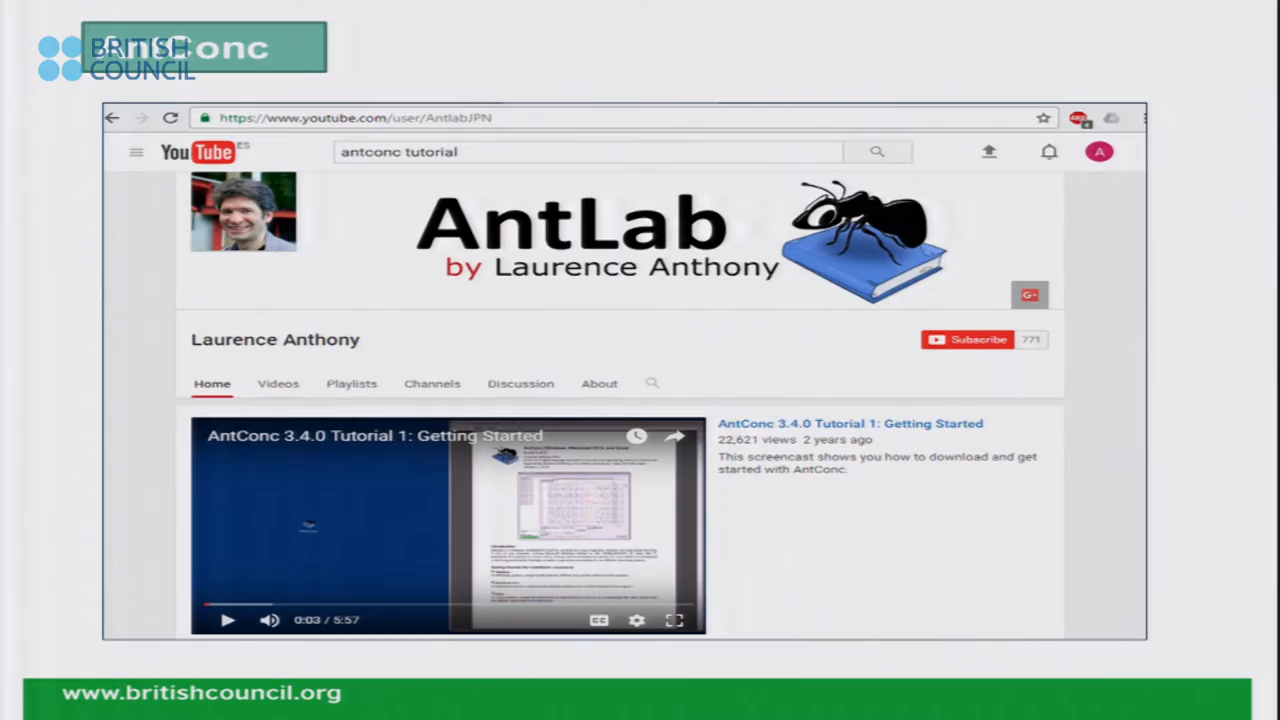 AntConc
BRITISH
COUNCIL
https://www.youtube.com/user/AntlabJPN
YouTube ES
antconc tutorial
A
AntLab
by Laurence Anthony
G+
Laurence Anthony
Subscribe 771
Home Videos Playlists Channels Discussion About
AntConc 3.4.0 Tutorial 1: Getting Started
0:03 / 5:57
CC
AntConc 3.4.0 Tutorial 1: Getting Started
22,621 views 2 years ago
This screencast shows you how to download and get
started with AntConc.
www.britishcouncil.org